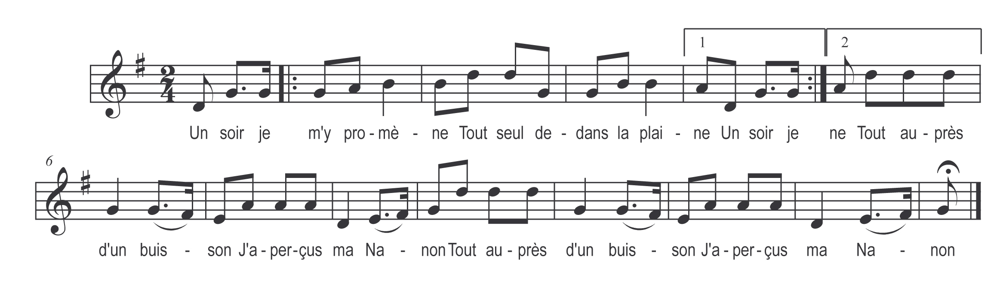 1 2
2 4
Un soir je m'y pro - mè - ne Tout seul de - dans la plai - ne Un soir je ne Tout au - près
6
d'un buis - son J'a - per - çus ma Na - non Tout au - près d'un buis - son J'a - per - çus ma Na - non